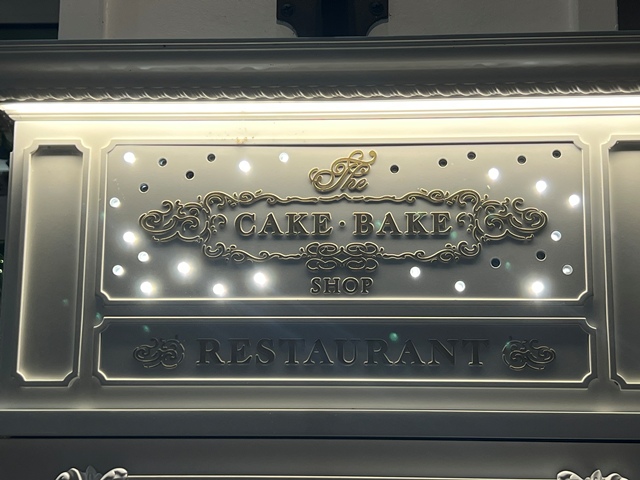 The
CAKE · BAKE
SHOP
RESTAURANT